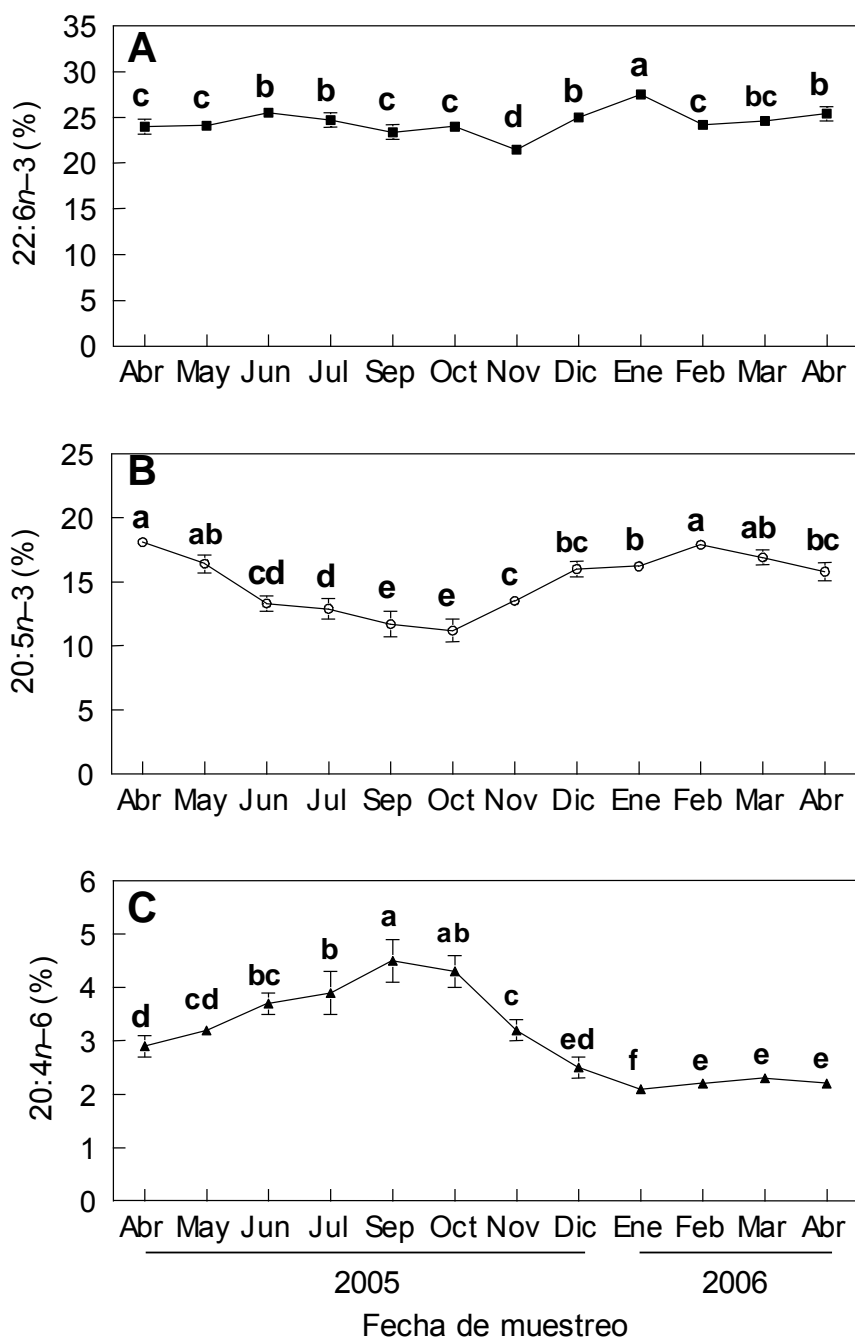 A
22:6n–3 (%)
35
30
25
20
15
10
5
0
c c b b c c d b a c bc b
Abr May Jun Jul Sep Oct Nov Dic Ene Feb Mar Abr
B
20:5n–3 (%)
25
20
15
10
5
0
a ab cd d e e c bc b a ab bc
Abr May Jun Jul Sep Oct Nov Dic Ene Feb Mar Abr
C
20:4n–6 (%)
6
5
4
3
2
1
0
d cd bc b a ab c ed f e e e
Abr May Jun Jul Sep Oct Nov Dic Ene Feb Mar Abr
2005 2006
Fecha de muestreo